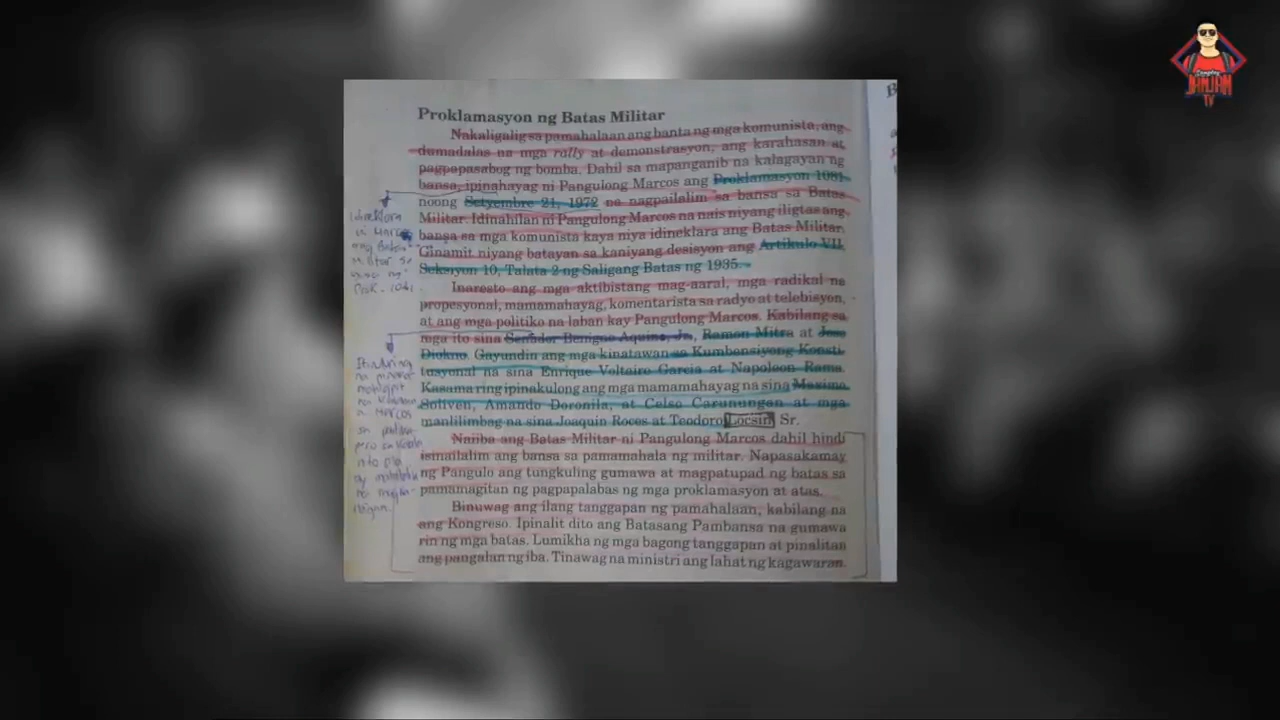 JANJAM
TV
Proklamasyon ng Batas Militar
Nakaligalig sa pamahalaan ang banta ng mga komunista, ang
dumadalas na mga rally at demonstrasyon, ang karahasan at
pagpapasabog ng bomba. Dahil sa mapanganib na kalagayan ng
bansa, ipinahayag ni Pangulong Marcos ang Proklamasyon 1081
noong Setyembre 21, 1972 na nagpailalim sa bansa sa Batas
Militar. Idinahilan ni Pangulong Marcos na nais niyang iligtas ang
bansa sa mga komunista kaya niya idineklara ang Batas Militar.
Ginamit niyang batayan sa kaniyang desisyon ang Artikulo VII,
Seksiyon 10, Talata 2 ng Saligang Batas ng 1935.
Inaresto ang mga aktibistang mag-aaral, mga radikal na
propesyonal, mamamahayag, komentarista sa radyo at telebisyon,
at ang mga politiko na laban kay Pangulong Marcos. Kabilang sa
mga ito sina Senador Benigno Aquino, Jr., Ramon Mitra at Jose
Diokno. Gayundin ang mga kinatawan sa Kumbensiyong Konsti-
tusyonal na sina Enrique Voltaire Garcia at Napoleon Rama.
Kasama ring ipinakulong ang mga mamamahayag na sina Maximo
Soliven, Amando Doronila, at Celso Carunungan at mga
manlilimbag na sina Joaquin Roces at Teodoro Locsin Sr.
Naiiba ang Batas Militar ni Pangulong Marcos dahil hindi
ismailalim ang bansa sa pamamahala ng militar. Napasakamay
ng Pangulo ang tungkuling gumawa at magpatupad ng batas sa
pamamagitan ng pagpapalabas ng mga proklamasyon at atas.
Binuwag ang ilang tanggapan ng pamahalaan, kabilang na
ang Kongreso. Ipinalit dito ang Batasang Pambansa na gumawa
rin ng mga batas. Lumikha ng mga bagong tanggapan at pinalitan
ang pangalan ng iba. Tinawag na ministri ang lahat ng kagawaran.